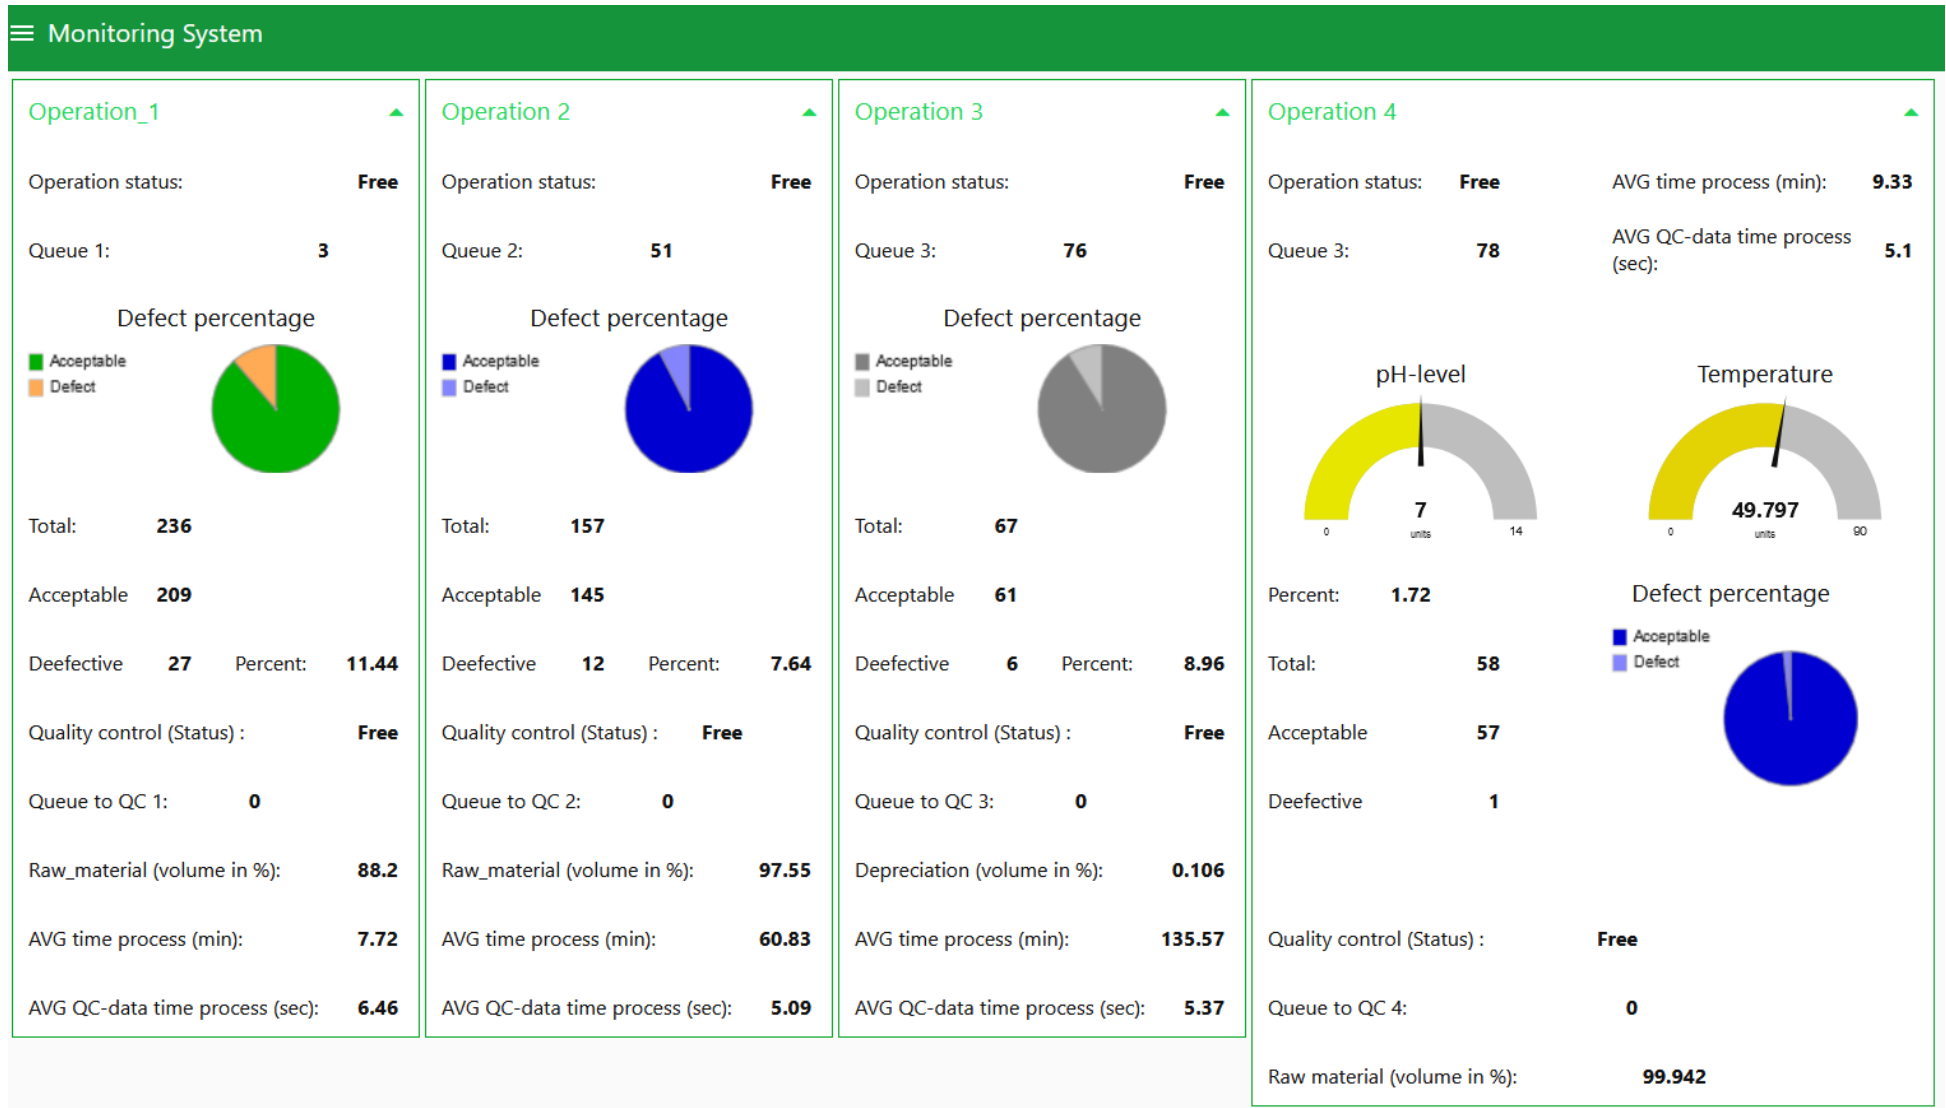 Monitoring System
Operation_1
Operation status: Free
Queue 1: 3
Defect percentage
Acceptable
Defect
Total: 236
Acceptable 209
Deefective 27 Percent: 11.44
Quality control (Status) : Free
Queue to QC 1: 0
Raw_material (volume in %): 88.2
AVG time process (min): 7.72
AVG QC-data time process (sec): 6.46
Operation 2
Operation status: Free
Queue 2: 51
Defect percentage
Acceptable
Defect
Total: 157
Acceptable 145
Deefective 12 Percent: 7.64
Quality control (Status) : Free
Queue to QC 2: 0
Raw_material (volume in %): 97.55
AVG time process (min): 60.83
AVG QC-data time process (sec): 5.09
Operation 3
Operation status: Free
Queue 3: 76
Defect percentage
Acceptable
Defect
Total: 67
Acceptable 61
Deefective 6 Percent: 8.96
Quality control (Status) : Free
Queue to QC 3: 0
Depreciation (volume in %): 0.106
AVG time process (min): 135.57
AVG QC-data time process (sec): 5.37
Operation 4
Operation status: Free AVG time process (min): 9.33
Queue 3: 78 AVG QC-data time process
(sec): 5.1
pH-level
7
0 units 14
Temperature
49.797
0 units 90
Percent: 1.72
Defect percentage
Acceptable
Defect
Total: 58
Acceptable 57
Deefective 1
Quality control (Status) : Free
Queue to QC 4: 0
Raw material (volume in %): 99.942